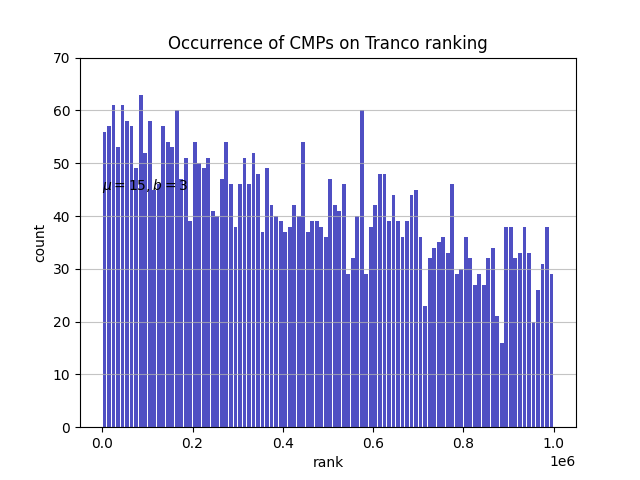 Occurrence of CMPs on Tranco ranking
70
60
50
40
30
20
10
0
count
μ = 15, b = 3
0.0 0.2 0.4 0.6 0.8 1.0
1e6
rank